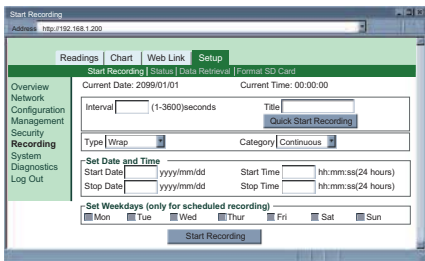 Start Recording
Address http://192.168.1.200
Readings | Chart | Web Link | Setup
Start Recording | Status | Data Retrieval | Format SD Card
Overview
Network
Configuration
Management
Security
Recording
System
Diagnostics
Log Out
Current Date: 2099/01/01 Current Time: 00:00:00
Interval (1-3600)seconds Title
Quick Start Recording
Type Wrap Category Continuous
Set Date and Time
Start Date yyyy/mm/dd Start Time hh:mm:ss(24 hours)
Stop Date yyyy/mm/dd Stop Time hh:mm:ss(24 hours)
Set Weekdays (only for scheduled recording)
Mon Tue Wed Thur Fri Sat Sun
Start Recording